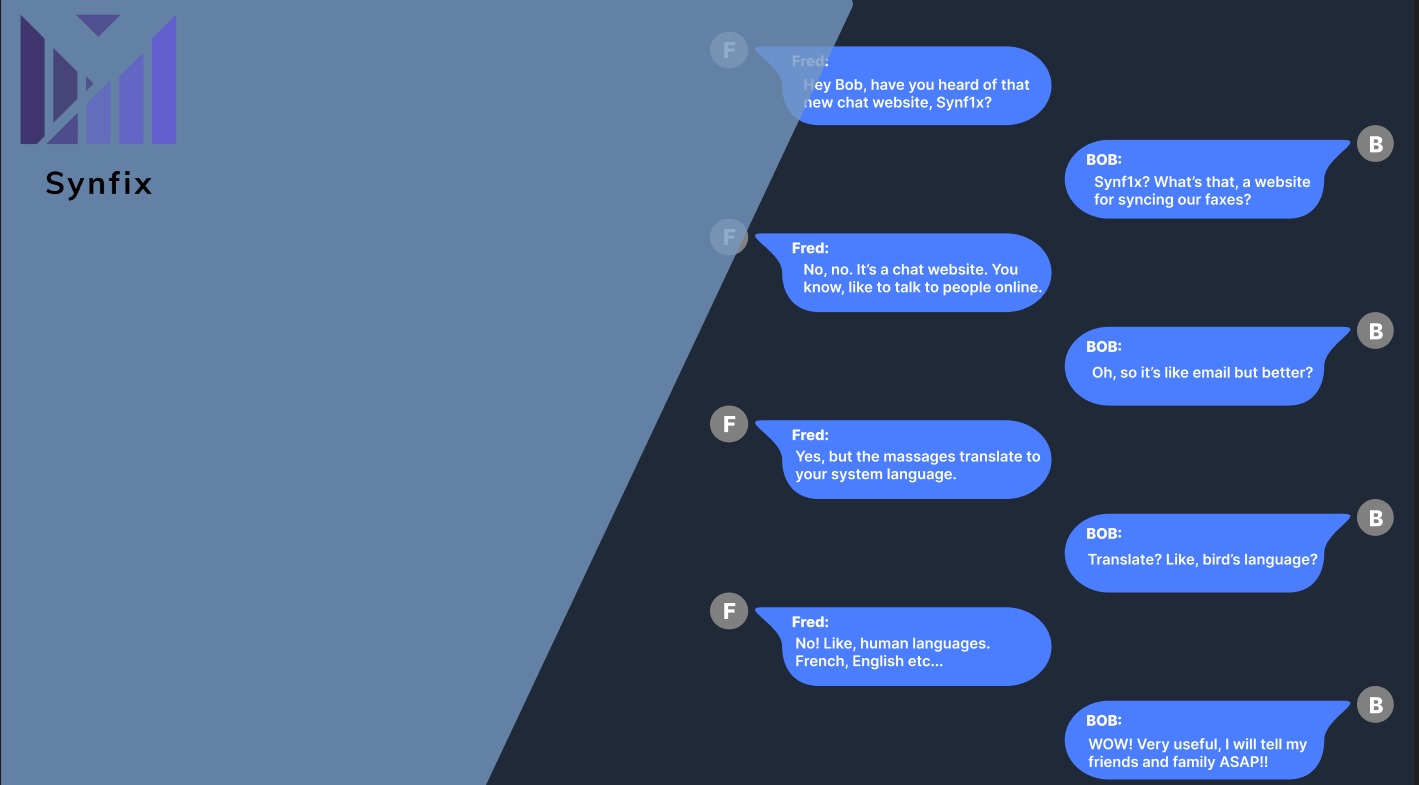 Synfix
F
Fred:
Hey Bob, have you heard of that
new chat website, Synf1x?
B
BOB:
Synf1x? What's that, a website
for syncing our faxes?
F
Fred:
No, no. It's a chat website. You
know, like to talk to people online.
B
BOB:
Oh, so it's like email but better?
F
Fred:
Yes, but the massages translate to
your system language.
B
BOB:
Translate? Like, bird's language?
F
Fred:
No! Like, human languages.
French, English etc...
B
BOB:
WOW! Very useful, I will tell my
friends and family ASAP!!